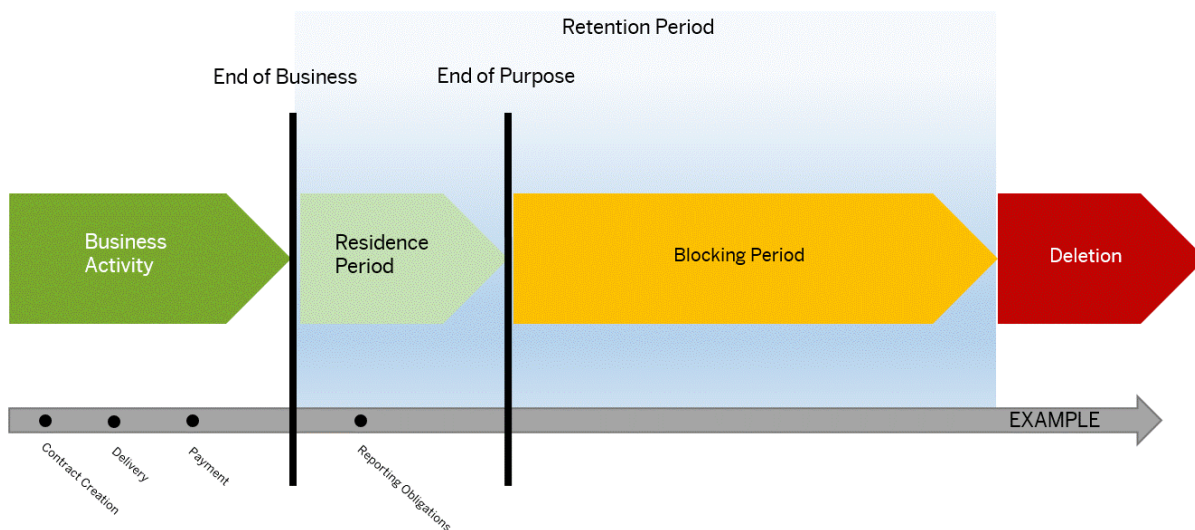 Retention Period
End of Business
End of Purpose
Business
Activity
Residence
Period
Blocking Period
Deletion
EXAMPLE
Contract Creation
Delivery
Payment
Reporting Obligations